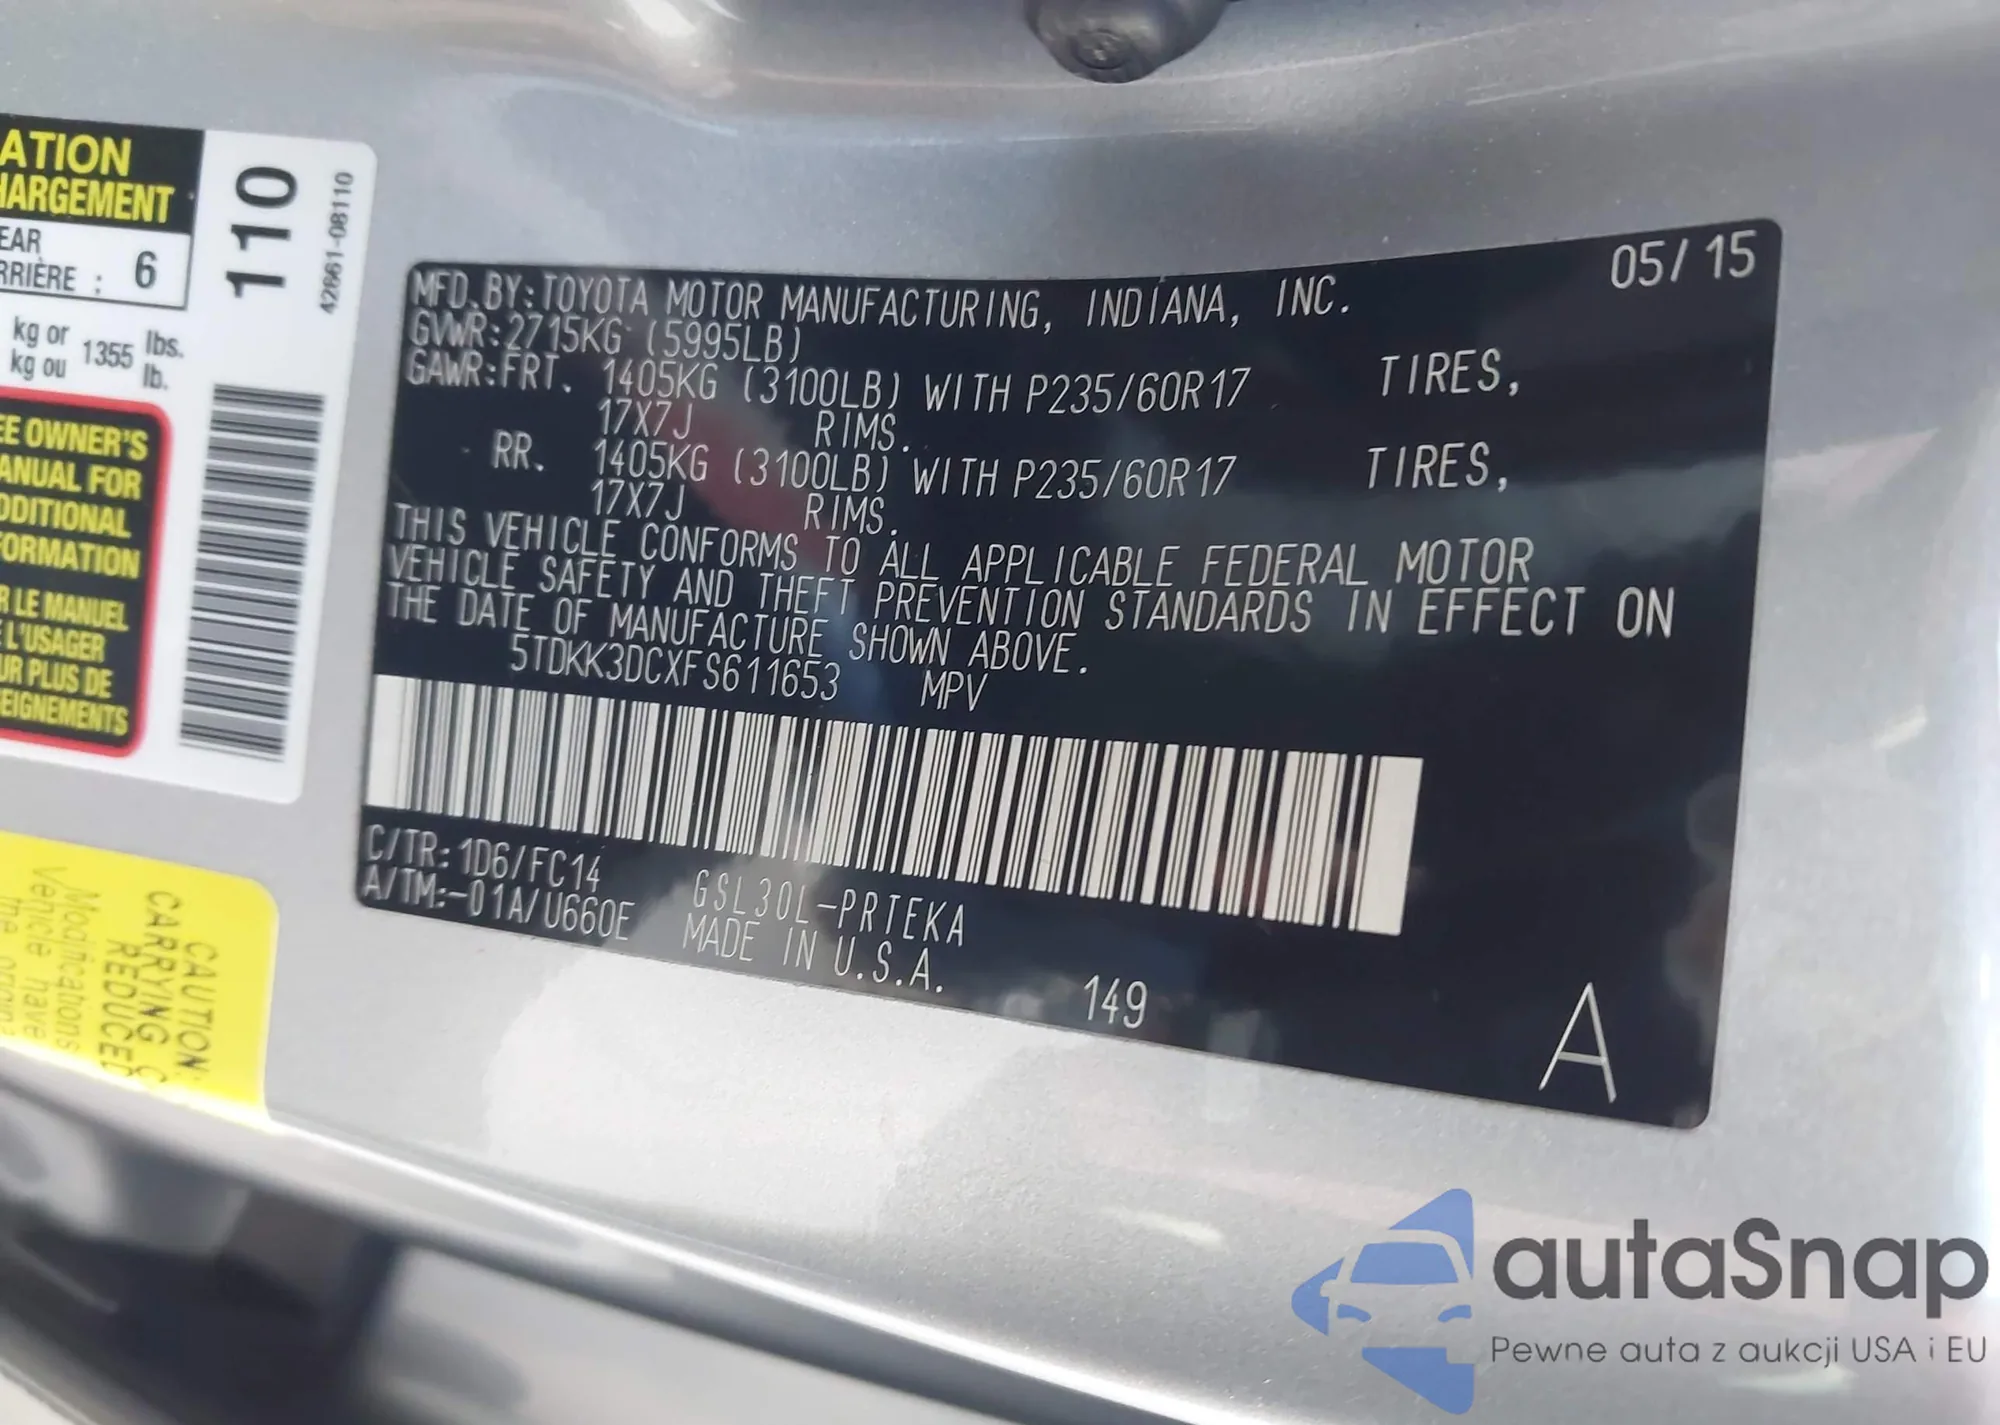 ATION
HARGEMENT
EAR
RRIÈRE : 6
kg or 1355 lbs.
kg ou lb.
EE OWNER'S
ANUAL FOR
DDITIONAL
FORMATION
R LE MANUEL
E L'USAGER
UR PLUS DE
EIGNEMENTS
110
42661-08110
CAUTION:
CARRYING C
REDUCED
Modifications
vehicle have
the origina
05/15
MFD.BY:TOYOTA MOTOR MANUFACTURING, INDIANA, INC.
GVWR:2715KG (5995LB)
GAWR:FRT. 1405KG (3100LB) WITH P235/60R17 TIRES,
17X7J RIMS.
RR. 1405KG (3100LB) WITH P235/60R17 TIRES,
17X7J RIMS.
THIS VEHICLE CONFORMS TO ALL APPLICABLE FEDERAL MOTOR
VEHICLE SAFETY AND THEFT PREVENTION STANDARDS IN EFFECT ON
THE DATE OF MANUFACTURE SHOWN ABOVE.
5TDKK3DCXFS611653 MPV
C/TR:1D6/FC14 GSL30L-PRTEKA
A/TM:-01A/U660E MADE IN U.S.A.
149
A
autaSnap
Pewne auta z aukcji USA i EU